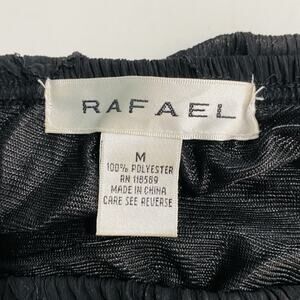 RAFAEL
M
100% POLYESTER
RN 118589
MADE IN CHINA
CARE SEE REVERSE